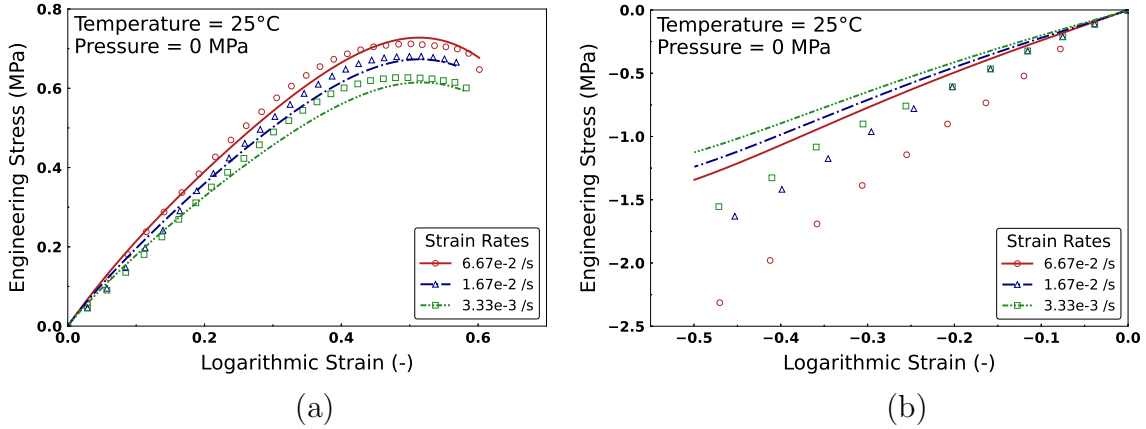 Temperature = 25°C
Pressure = 0 MPa
Engineering Stress (MPa)
0.8
0.6
0.4
0.2
0.0
0.0 0.2 0.4 0.6
Logarithmic Strain (-)
Strain Rates
6.67e-2 /s
1.67e-2 /s
3.33e-3 /s
(a)
Temperature = 25°C
Pressure = 0 MPa
Engineering Stress (MPa)
0.0
−0.5
−1.0
−1.5
−2.0
−2.5
−0.5 −0.4 −0.3 −0.2 −0.1 0.0
Logarithmic Strain (-)
Strain Rates
6.67e-2 /s
1.67e-2 /s
3.33e-3 /s
(b)